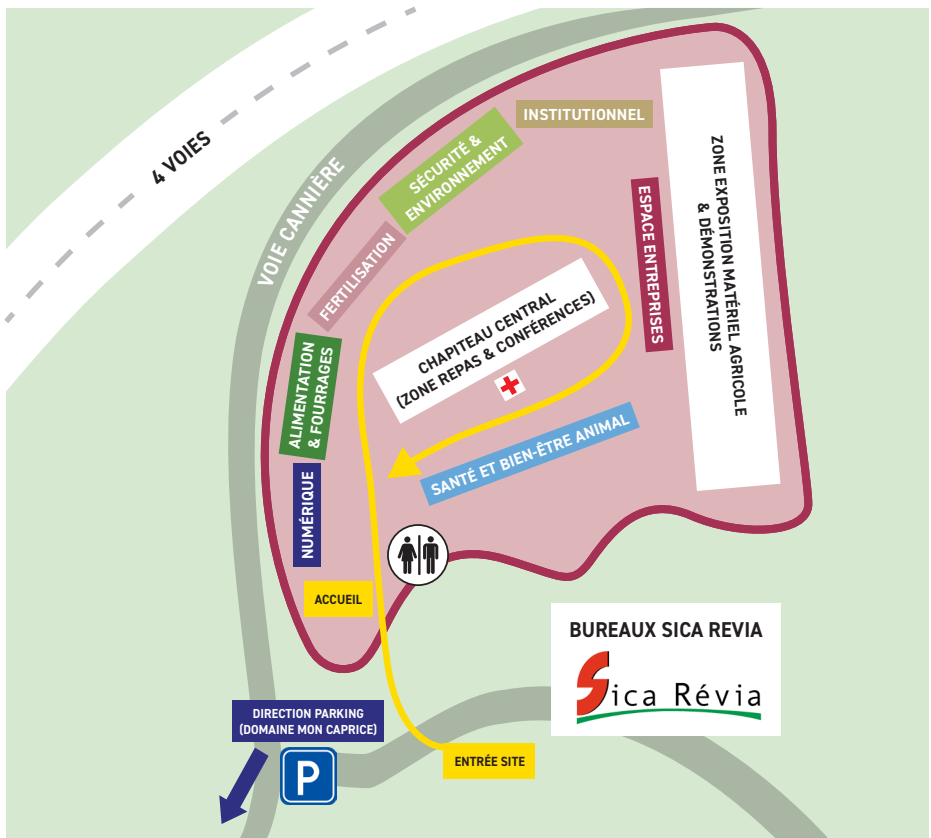 4 VOIES
VOIE CANNIÈRE
INSTITUTIONNEL
SÉCURITÉ &
ENVIRONNEMENT
FERTILISATION
ALIMENTATION
& FOURRAGES
NUMÉRIQUE
ACCUEIL
CHAPITEAU CENTRAL
(ZONE REPAS & CONFÉRENCES)
ESPACE ENTREPRISES
ZONE EXPOSITION MATÉRIEL AGRICOLE
& DÉMONSTRATIONS
SANTÉ ET BIEN-ÊTRE ANIMAL
BUREAUX SICA REVIA
Sica Révia
DIRECTION PARKING
(DOMAINE MON CAPRICE)
P
ENTRÉE SITE